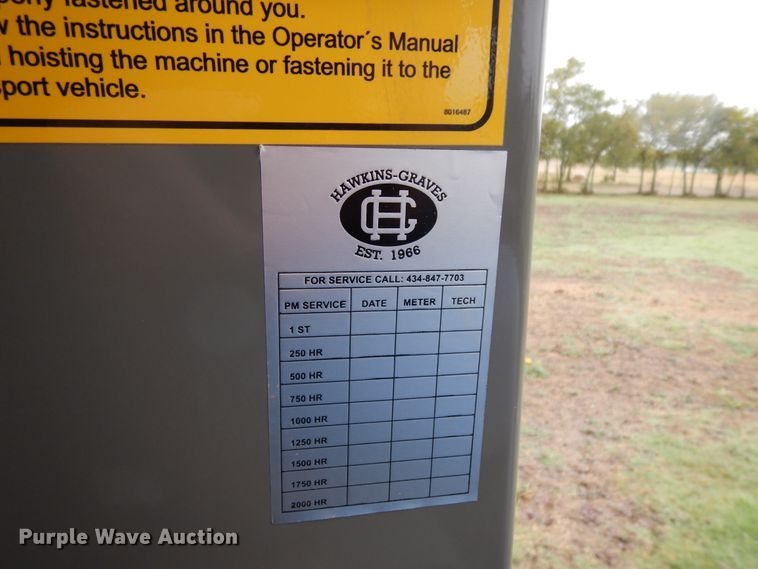 fastened around you.
the instructions in the Operator´s Manual
hoisting the machine or fastening it to the
sport vehicle.
8016487
HAWKINS-GRAVES
HG
EST. 1966
FOR SERVICE CALL: 434-847-7703
PM SERVICE DATE METER TECH
1 ST
250 HR
500 HR
750 HR
1000 HR
1250 HR
1500 HR
1750 HR
2000 HR
Purple Wave Auction